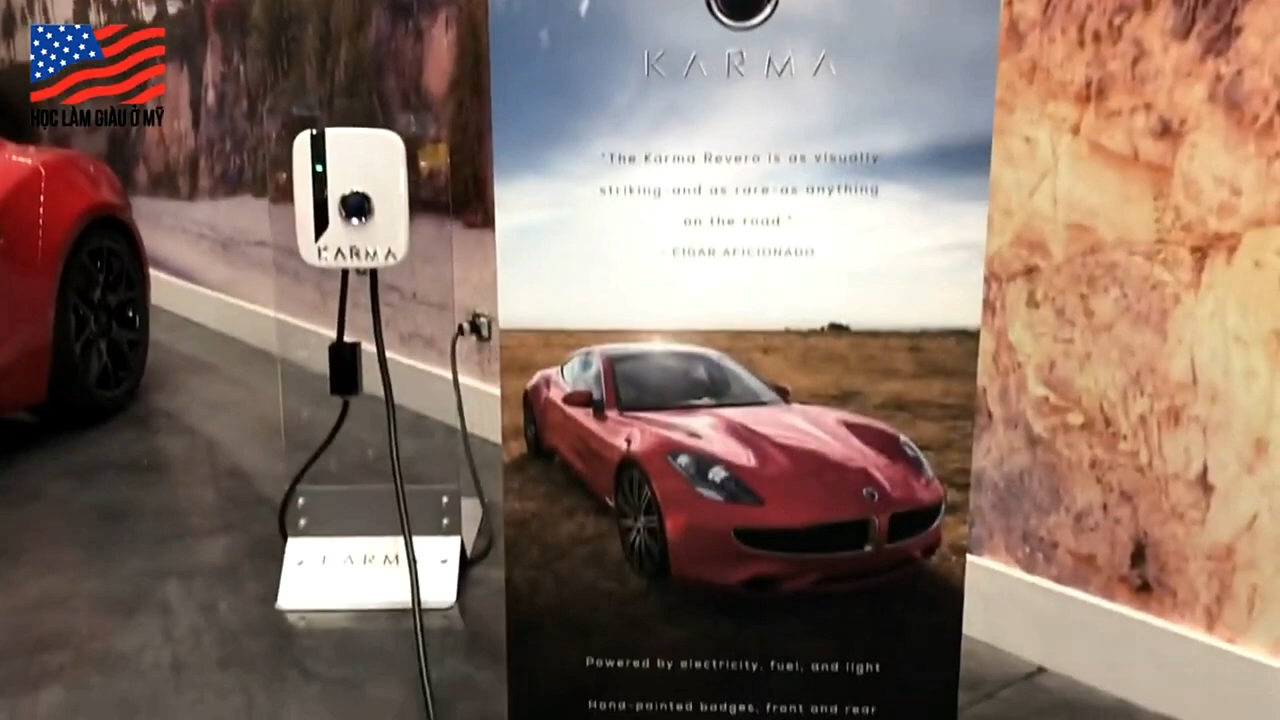 HỌC LÀM GIÀU Ở MỸ
KARMA
"The Karma Revero is as visually
striking and as rare as anything
on the road."
- CIGAR AFICIONADO
KARMA
KARMA
Powered by electricity, fuel, and light
Hand-painted badges, front and rear